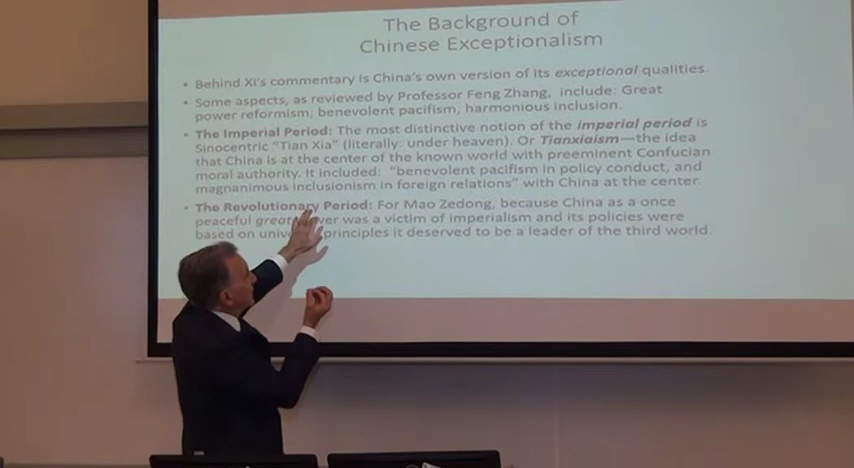 The Background of
Chinese Exceptionalism
• Behind Xi's commentary is China's own version of its exceptional qualities.
• Some aspects, as reviewed by Professor Feng Zhang, include: Great
power reformism; benevolent pacifism; harmonious inclusion.
• The Imperial Period: The most distinctive notion of the imperial period is
Sinocentric "Tian Xia" (literally: under heaven). Or Tianxiaism—the idea
that China is at the center of the known world with preeminent Confucian
moral authority. It included: "benevolent pacifism in policy conduct, and
magnanimous inclusionism in foreign relations" with China at the center.
• The Revolutionary Period: For Mao Zedong, because China as a once
peaceful great was a victim of imperialism and its policies were
based on principles it deserved to be a leader of the third world.